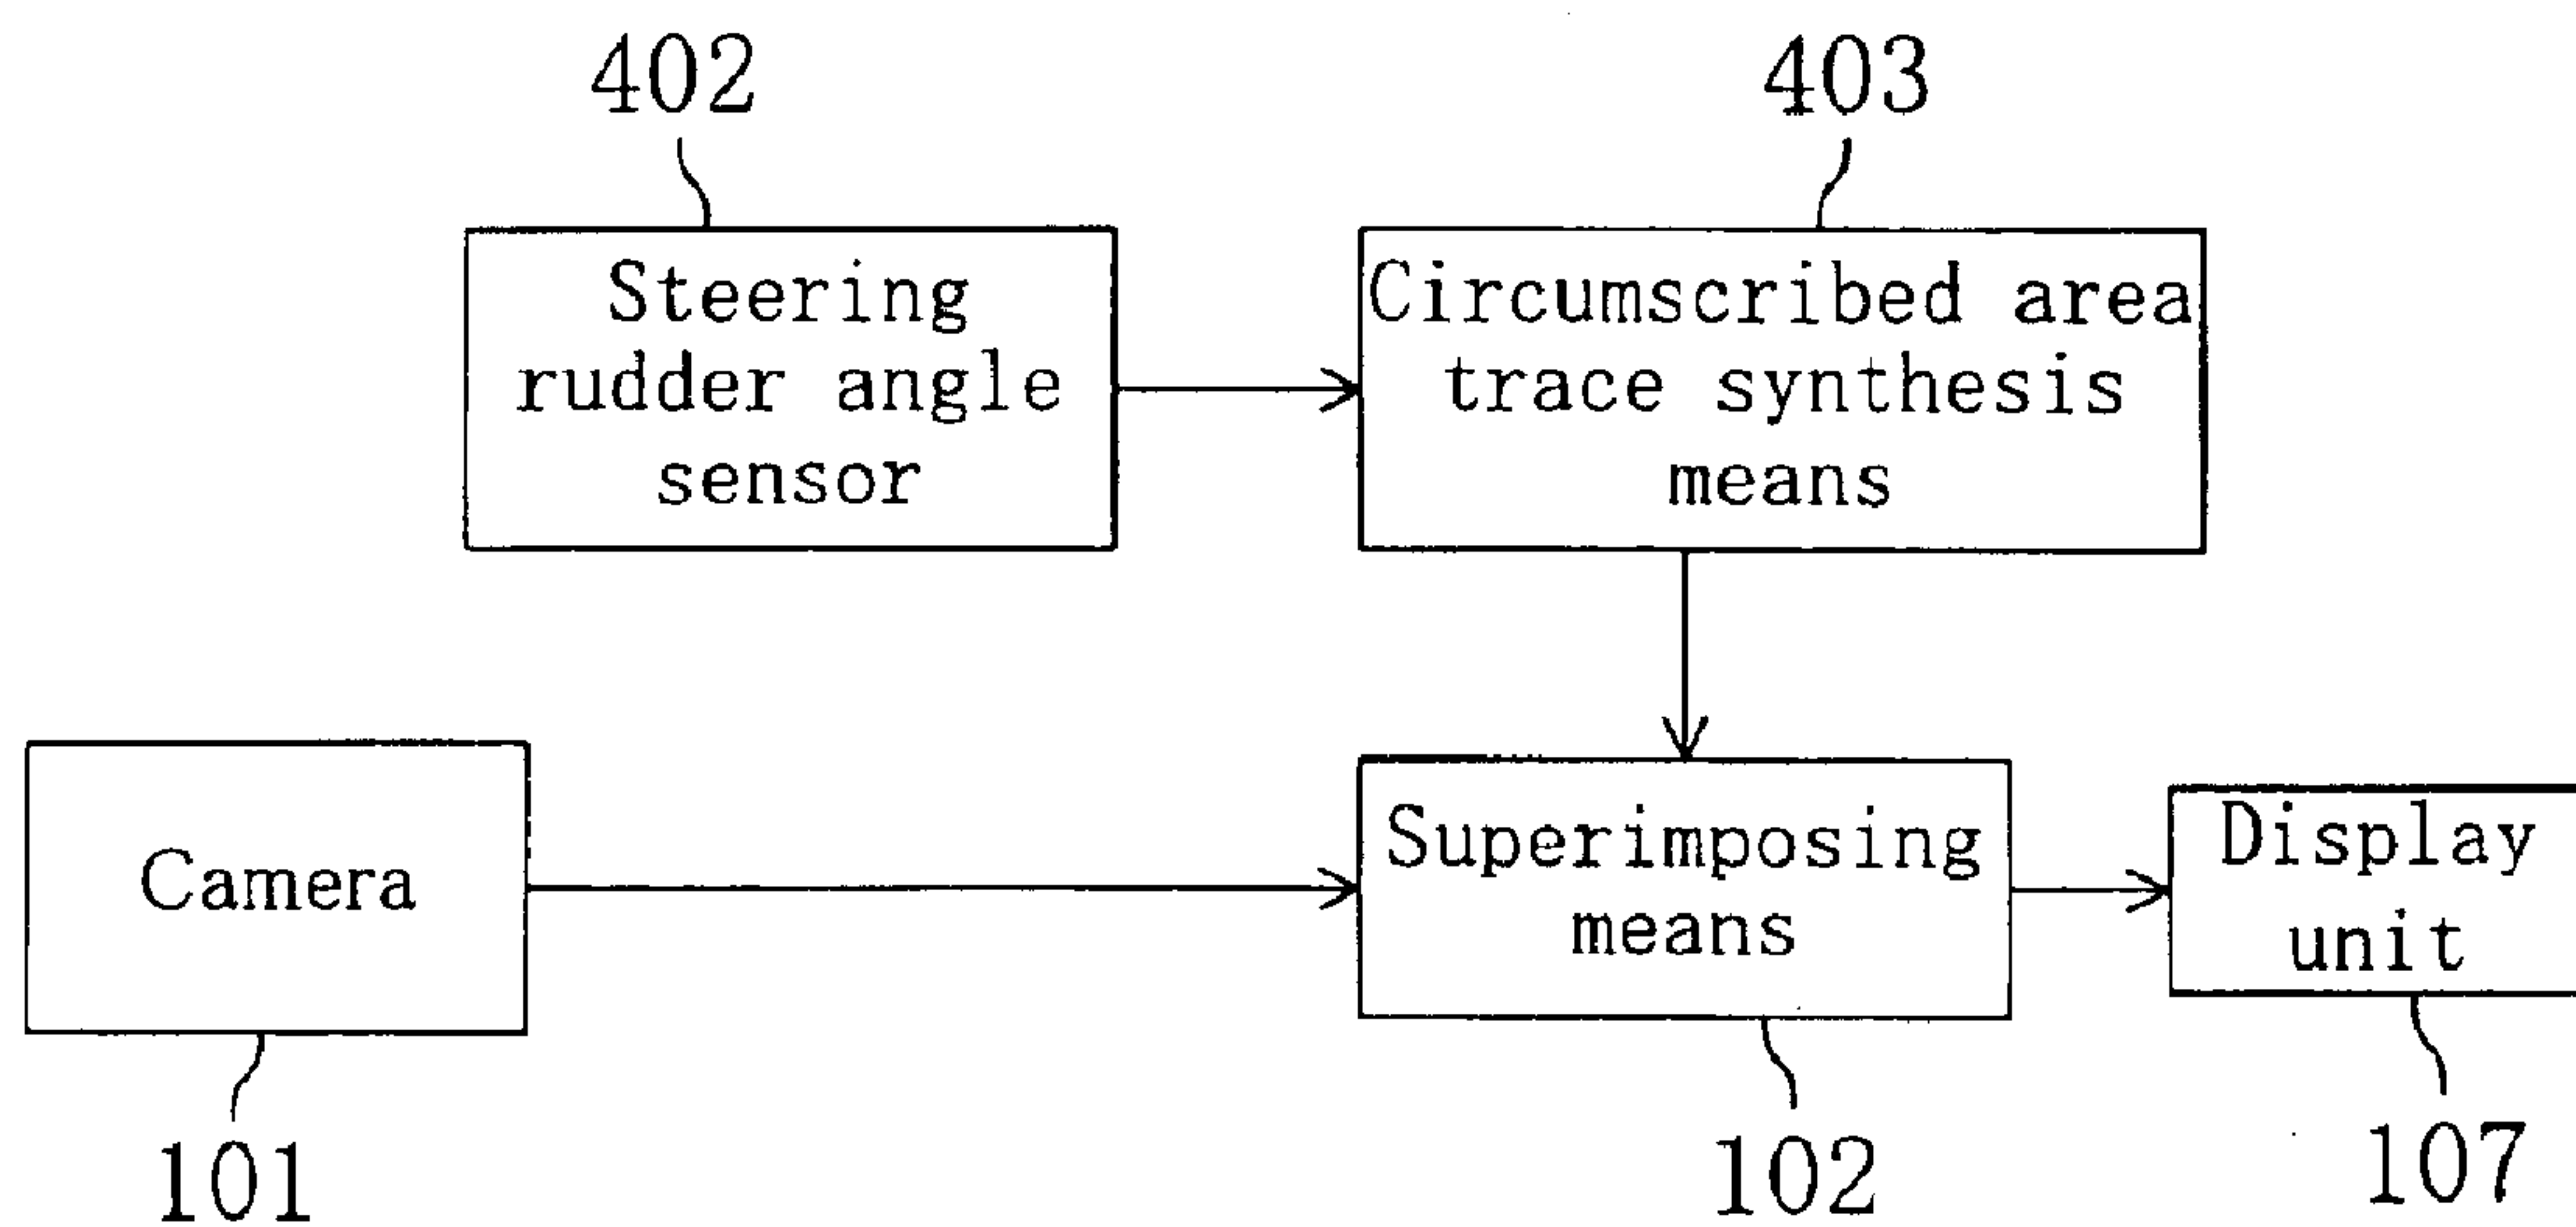 402
403
Steering
rudder angle
sensor
Circumscribed area
trace synthesis
means
Camera
Superimposing
means
Display
unit
101
102
107